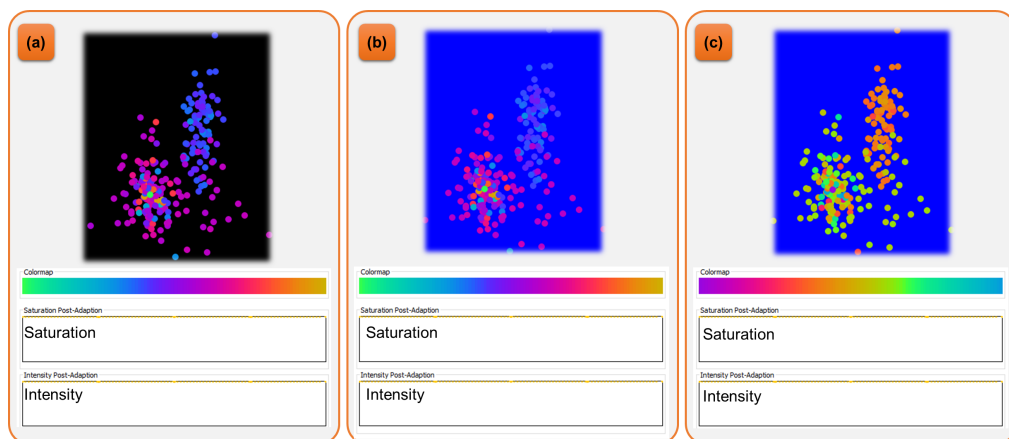 (a)
Colormap
Saturation Post-Adaption
Saturation
Intensity Post-Adaption
Intensity
(b)
Colormap
Saturation Post-Adaption
Saturation
Intensity Post-Adaption
Intensity
(c)
Colormap
Saturation Post-Adaption
Saturation
Intensity Post-Adaption
Intensity